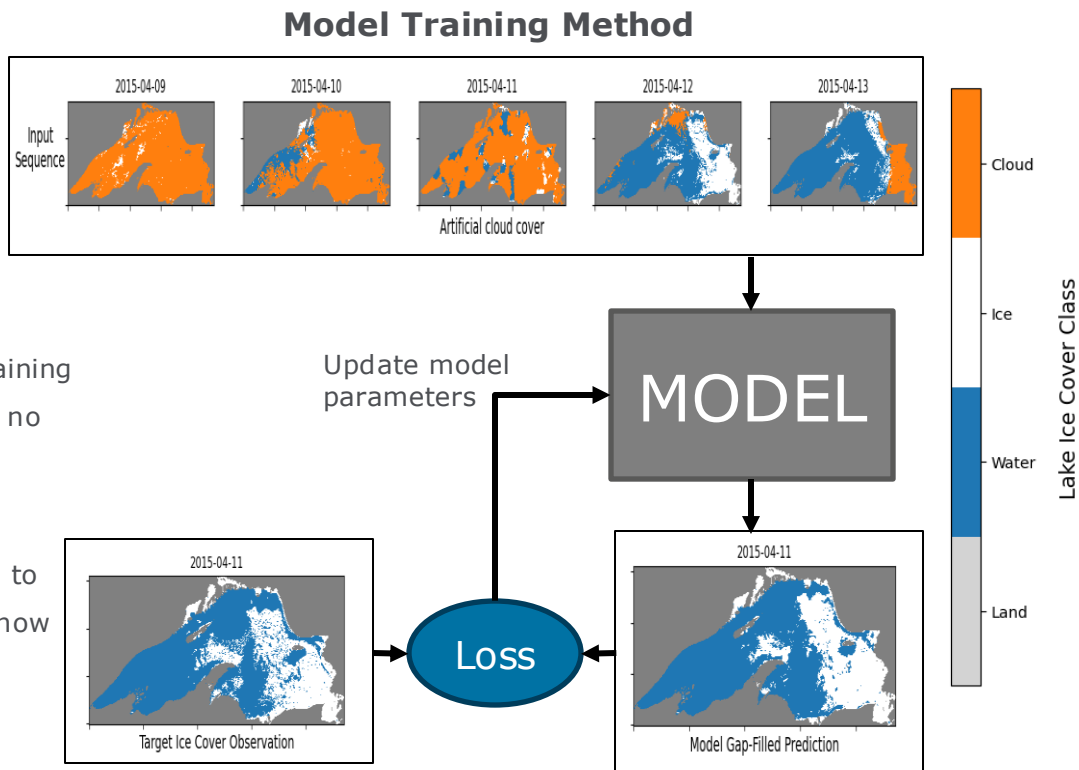 Model Training Method
2015-04-09
2015-04-10
2015-04-11
2015-04-12
2015-04-13
Input
Sequence
Artificial cloud cover
Cloud
Ice
Water
Land
Lake Ice Cover Class
aining
no
to
now
Update model
parameters
MODEL
2015-04-11
Target Ice Cover Observation
Loss
2015-04-11
Model Gap-Filled Prediction